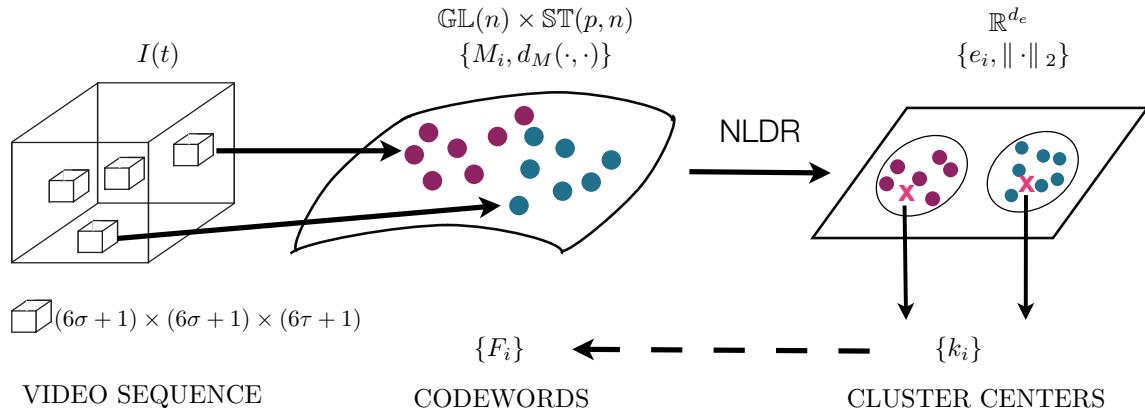 I(t)
𝔾𝕃(n) × 𝕊𝕋(p, n)
{M_i, d_M(·, ·)}
ℝ^{d_e}
{e_i, ‖ · ‖_2}
NLDR
x
x
(6σ + 1) × (6σ + 1) × (6τ + 1)
{F_i}
{k_i}
VIDEO SEQUENCE
CODEWORDS
CLUSTER CENTERS